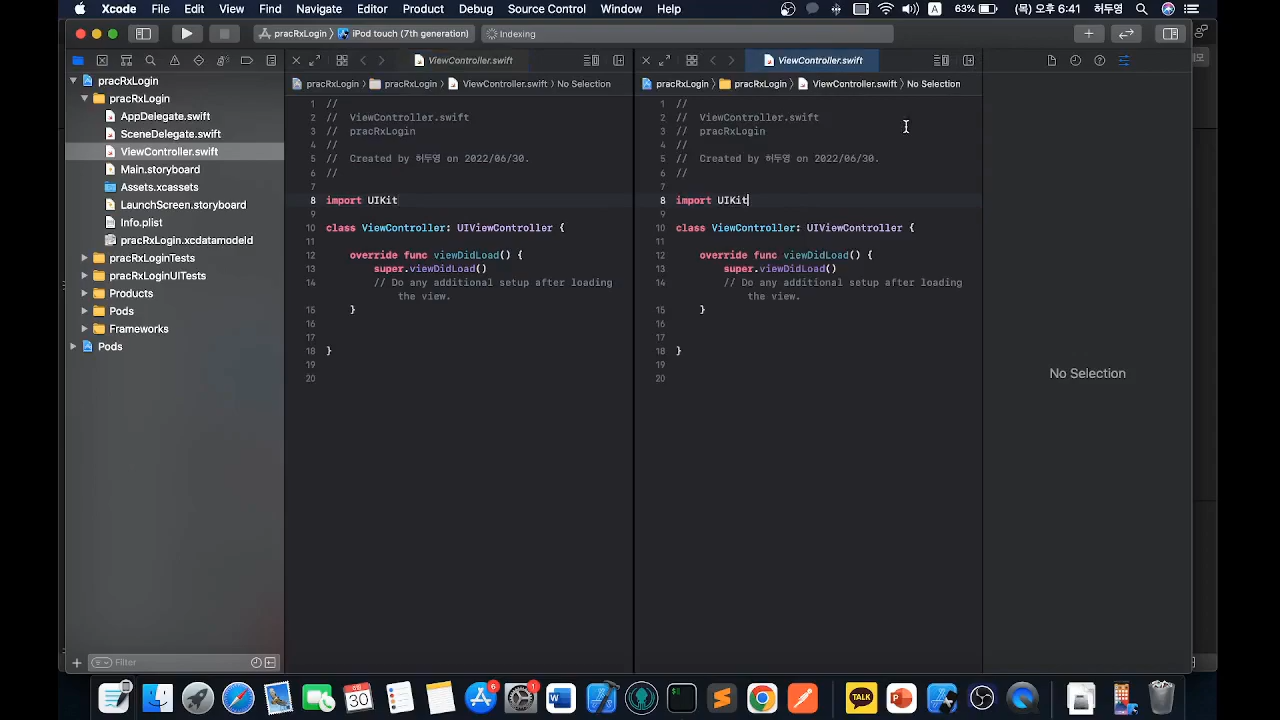 Xcode File Edit View Find Navigate Editor Product Debug Source Control Window Help A 63% (목) 오후 6:41 허두영
pracRxLogin iPod touch (7th generation) Indexing
ViewController.swift ViewController.swift
pracRxLogin pracRxLogin ViewController.swift No Selection
pracRxLogin pracRxLogin ViewController.swift No Selection
pracRxLogin
pracRxLogin
AppDelegate.swift
SceneDelegate.swift
ViewController.swift
Main.storyboard
Assets.xcassets
LaunchScreen.storyboard
Info.plist
pracRxLogin.xcdatamodeld
pracRxLoginTests
pracRxLoginUITests
Products
Pods
Frameworks
Pods
Filter
1 //
2 // ViewController.swift
3 // pracRxLogin
4 //
5 // Created by 허두영 on 2022/06/30.
6 //
7
8 import UIKit
9
10 class ViewController: UIViewController {
11
12 override func viewDidLoad() {
13 super.viewDidLoad()
14 // Do any additional setup after loading
the view.
15 }
16
17
18 }
19
20
1 //
2 // ViewController.swift
3 // pracRxLogin
4 //
5 // Created by 허두영 on 2022/06/30.
6 //
7
8 import UIKit
9
10 class ViewController: UIViewController {
11
12 override func viewDidLoad() {
13 super.viewDidLoad()
14 // Do any additional setup after loading
the view.
15 }
16
17
18 }
19
20
No Selection
30
6
1
TALK